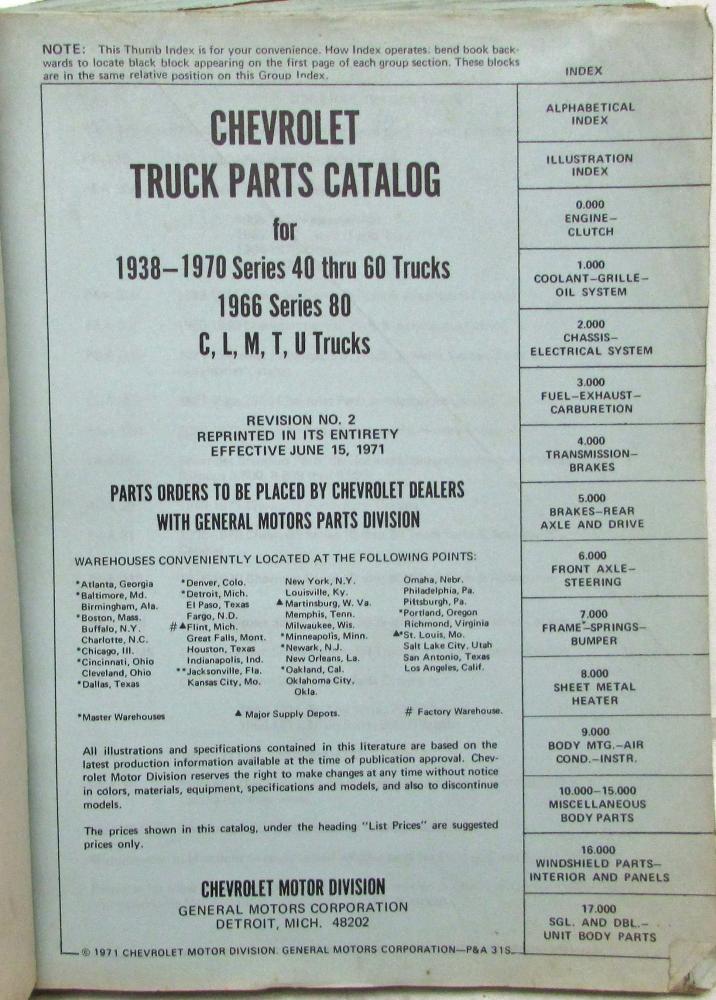 NOTE: This Thumb Index is for your convenience. How Index operates: bend book back-
wards to locate black block appearing on the first page of each group section. These blocks
are in the same relative position on this Group Index.
CHEVROLET
TRUCK PARTS CATALOG
for
1938–1970 Series 40 thru 60 Trucks
1966 Series 80
C, L, M, T, U Trucks
REVISION NO. 2
REPRINTED IN ITS ENTIRETY
EFFECTIVE JUNE 15, 1971
PARTS ORDERS TO BE PLACED BY CHEVROLET DEALERS
WITH GENERAL MOTORS PARTS DIVISION
WAREHOUSES CONVENIENTLY LOCATED AT THE FOLLOWING POINTS:
*Atlanta, Georgia
*Baltimore, Md.
Birmingham, Ala.
*Boston, Mass.
Buffalo, N.Y.
Charlotte, N.C.
*Chicago, Ill.
*Cincinnati, Ohio
Cleveland, Ohio
*Dallas, Texas
*Denver, Colo.
*Detroit, Mich.
El Paso, Texas
Fargo, N.D.
#▲Flint, Mich.
Great Falls, Mont.
Houston, Texas
Indianapolis, Ind.
**Jacksonville, Fla.
Kansas City, Mo.
New York, N.Y.
Louisville, Ky.
▲Martinsburg, W. Va.
Memphis, Tenn.
Milwaukee, Wis.
*Minneapolis, Minn.
*Newark, N.J.
New Orleans, La.
*Oakland, Cal.
Oklahoma City,
Okla.
Omaha, Nebr.
Philadelphia, Pa.
Pittsburgh, Pa.
*Portland, Oregon
Richmond, Virginia
▲*St. Louis, Mo.
Salt Lake City, Utah
San Antonio, Texas
Los Angeles, Calif.
*Master Warehouses
▲ Major Supply Depots.
# Factory Warehouse.
All illustrations and specifications contained in this literature are based on the
latest production information available at the time of publication approval. Chev-
rolet Motor Division reserves the right to make changes at any time without notice
in colors, materials, equipment, specifications and models, and also to discontinue
models.
The prices shown in this catalog, under the heading "List Prices" are suggested
prices only.
CHEVROLET MOTOR DIVISION
GENERAL MOTORS CORPORATION
DETROIT, MICH. 48202
© 1971 CHEVROLET MOTOR DIVISION. GENERAL MOTORS CORPORATION—P&A 31S
INDEX
ALPHABETICAL
INDEX
ILLUSTRATION
INDEX
0.000
ENGINE–
CLUTCH
1.000
COOLANT–GRILLE–
OIL SYSTEM
2.000
CHASSIS–
ELECTRICAL SYSTEM
3.000
FUEL–EXHAUST–
CARBURETION
4.000
TRANSMISSION–
BRAKES
5.000
BRAKES–REAR
AXLE AND DRIVE
6.000
FRONT AXLE–
STEERING
7.000
FRAME–SPRINGS–
BUMPER
8.000
SHEET METAL
HEATER
9.000
BODY MTG.–AIR
COND.–INSTR.
10.000–15.000
MISCELLANEOUS
BODY PARTS
16.000
WINDSHIELD PARTS–
INTERIOR AND PANELS
17.000
SGL. AND DBL.–
UNIT BODY PARTS